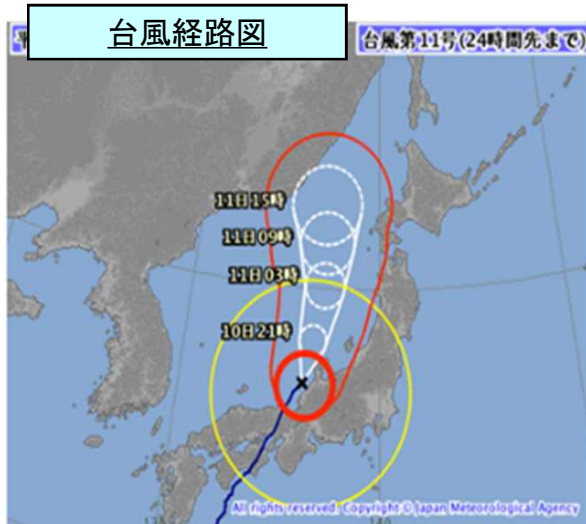 台風経路図
台風第11号(24時間先まで)
11日15時
11日09時
11日03時
10日21時
All rights reserved. Copyright © Japan Meteorological Agency